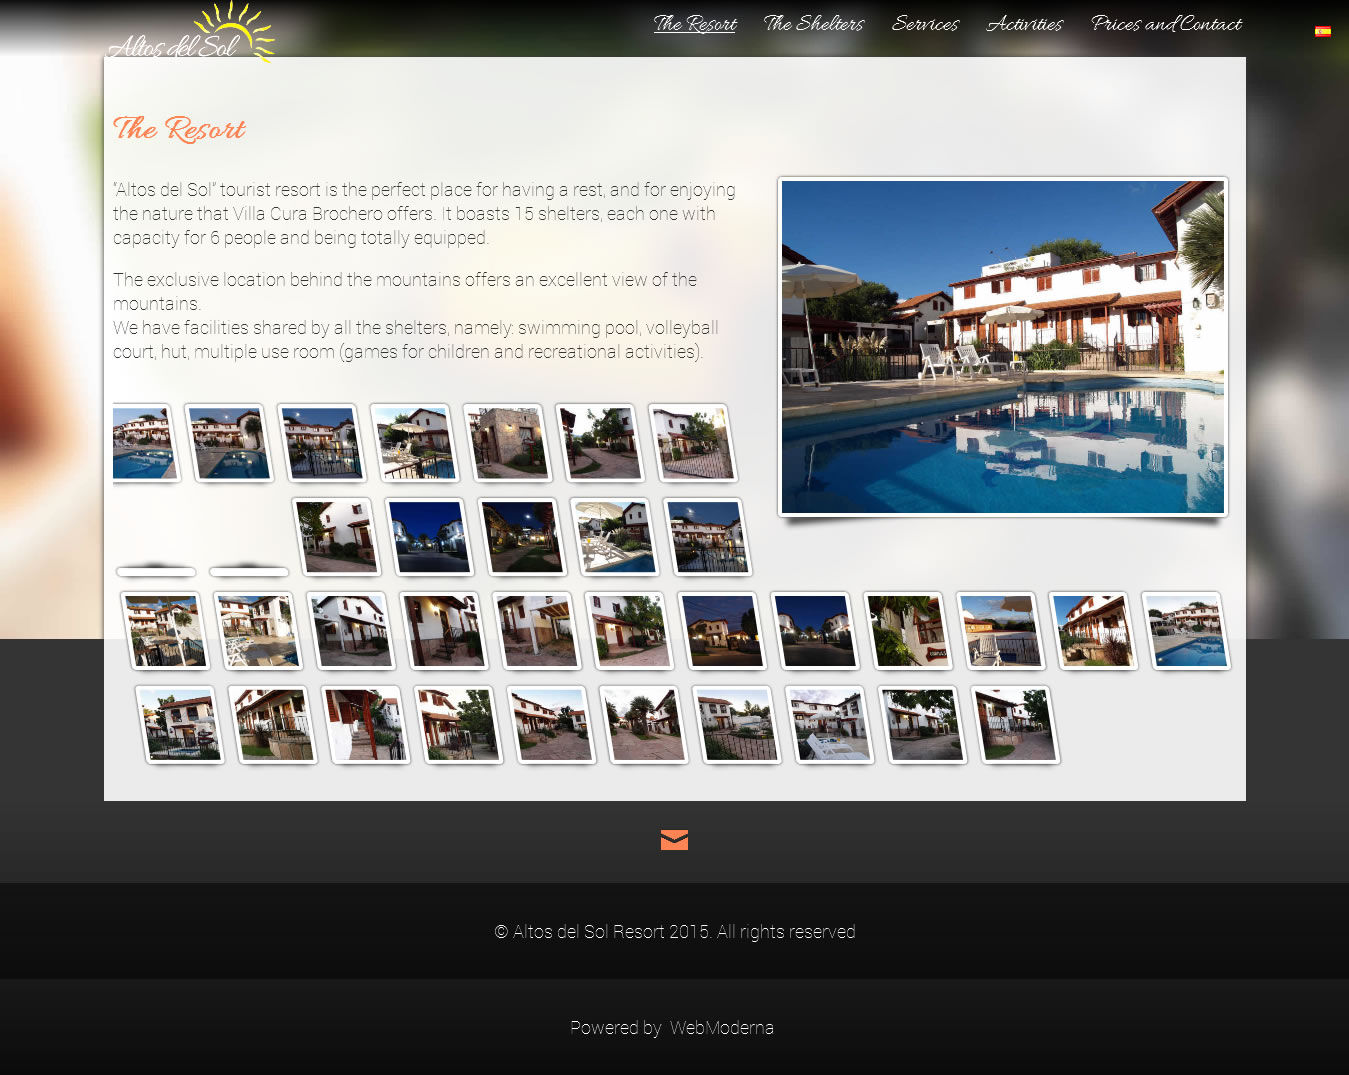 Altos del Sol
The Resort
The Shelters
Services
Activities
Prices and Contact
The Resort
"Altos del Sol" tourist resort is the perfect place for having a rest, and for enjoying
the nature that Villa Cura Brochero offers. It boasts 15 shelters, each one with
capacity for 6 people and being totally equipped.
The exclusive location behind the mountains offers an excellent view of the
mountains.
We have facilities shared by all the shelters, namely: swimming pool, volleyball
court, hut, multiple use room (games for children and recreational activities).
© Altos del Sol Resort 2015. All rights reserved
Powered by WebModerna